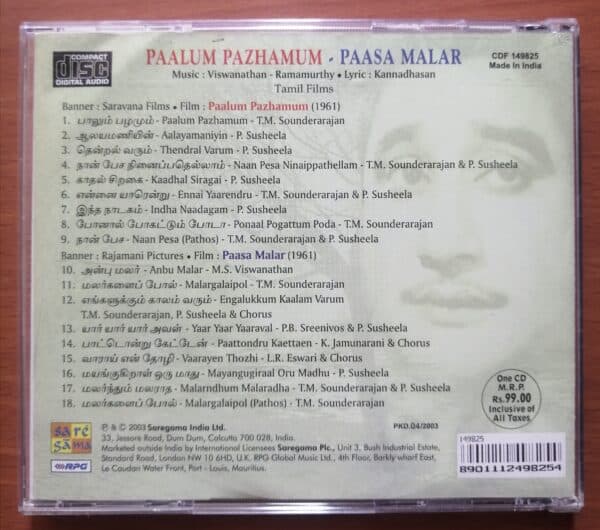 COMPACT
disc
DIGITAL AUDIO
PAALUM PAZHAMUM - PAASA MALAR
CDF 149825
Made in India
Music : Viswanathan - Ramamurthy • Lyric : Kannadhasan
Tamil Films
Banner : Saravana Films • Film : Paalum Pazhamum (1961)
1. பாலும் பழமும் - Paalum Pazhamum - T.M. Sounderarajan
2. ஆலயமணியின் - Aalayamaniyin - P. Susheela
3. தென்றல் வரும் - Thendral Varum - P. Susheela
4. நான் பேச நினைப்பதெல்லாம் - Naan Pesa Ninaippathellam - T.M. Sounderarajan & P. Susheela
5. காதல் சிறகை - Kaadhal Siragai - P. Susheela
6. என்னை யாரென்று - Ennai Yaarendru - T.M. Sounderarajan & P. Susheela
7. இந்த நாடகம் - Indha Naadagam - P. Susheela
8. போனால் போகட்டும் போடா - Ponaal Pogattum Poda - T.M. Sounderarajan
9. நான் பேச - Naan Pesa (Pathos) - T.M. Sounderarajan & P. Susheela
Banner : Rajamani Pictures • Film : Paasa Malar (1961)
10. அன்பு மலர் - Anbu Malar - M.S. Viswanathan
11. மலர்களைப் போல் - Malargalaipol - T.M. Sounderarajan
12. எங்களுக்கும் காலம் வரும் - Engalukkum Kaalam Varum
T.M. Sounderarajan, P. Susheela & Chorus
13. யார் யார் யார் அவள் - Yaar Yaar Yaaraval - P.B. Sreenivos & P. Susheela
14. பாட்டொன்று கேட்டேன் - Paattondru Kaettaen - K. Jamunarani & Chorus
15. வாராய் என் தோழி - Vaarayen Thozhi - L.R. Eswari & Chorus
16. மயங்குகிறாள் ஒரு மாது - Mayangugiraal Oru Madhu - P. Susheela
17. மலர்ந்தும் மலராத - Malarndhum Malaradha - T.M. Sounderarajan & P. Susheela
18. மலர்களைப் போல் - Malargalaipol (Pathos) - T.M. Sounderarajan
One CD
M.R.P.
Rs.99.00
Inclusive of
All Taxes
sa re
ga ma
RPG
℗ & © 2003 Saregama India Ltd.
PKD.04/2003
33, Jessore Road, Dum Dum, Calcutta 700 028, India.
Marketed outside India by International Licensees Saregama Plc., Unit 3, Bush Industrial Estate,
Standard Road, London NW 10 6HD, U.K. RPG Global Music Ltd., 4th Floor, Barkly wharf East,
Le Caudan Water Front, Port - Louis, Mauritius.
149825
8901112498254